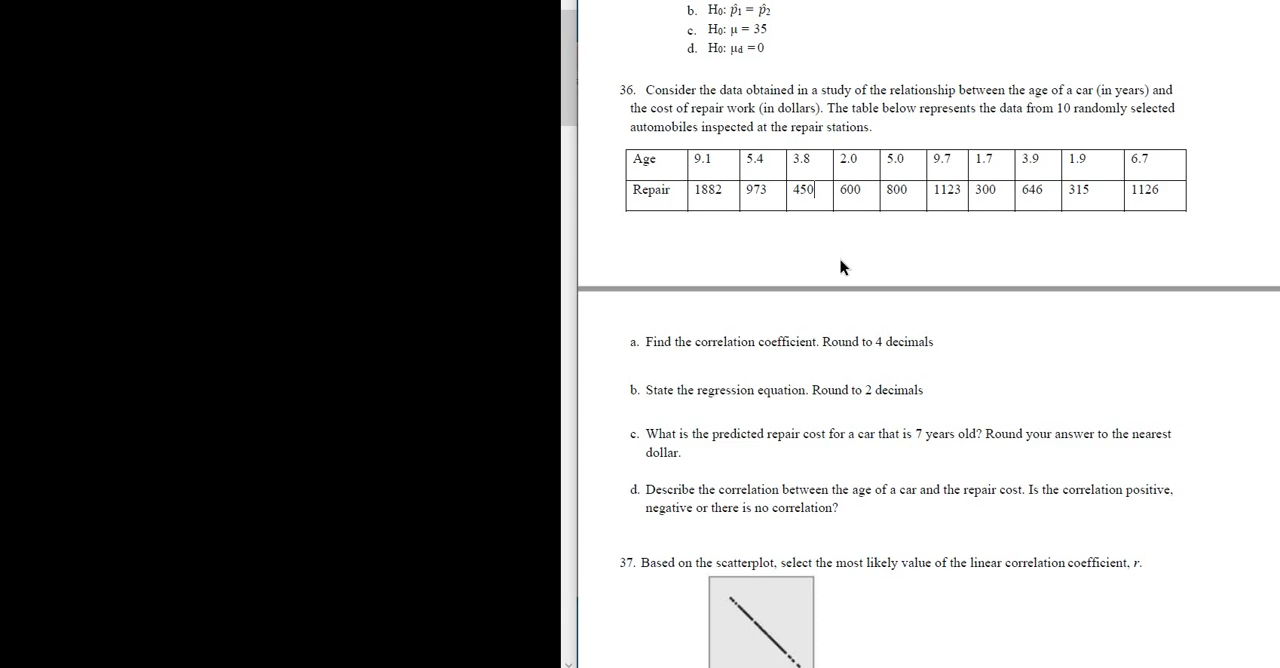 b. H₀: p̂₁ = p̂₂
c. H₀: μ = 35
d. H₀: μd =0
36. Consider the data obtained in a study of the relationship between the age of a car (in years) and
the cost of repair work (in dollars). The table below represents the data from 10 randomly selected
automobiles inspected at the repair stations.
Age 9.1 5.4 3.8 2.0 5.0 9.7 1.7 3.9 1.9 6.7
Repair 1882 973 450 600 800 1123 300 646 315 1126
a. Find the correlation coefficient. Round to 4 decimals
b. State the regression equation. Round to 2 decimals
c. What is the predicted repair cost for a car that is 7 years old? Round your answer to the nearest
dollar.
d. Describe the correlation between the age of a car and the repair cost. Is the correlation positive,
negative or there is no correlation?
37. Based on the scatterplot, select the most likely value of the linear correlation coefficient, r.